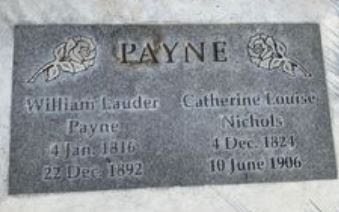 PAYNE
William Lauder
Payne
4 Jan. 1816
22 Dec. 1892
Catherine Louise
Nichols
4 Dec. 1824
10 June 1906